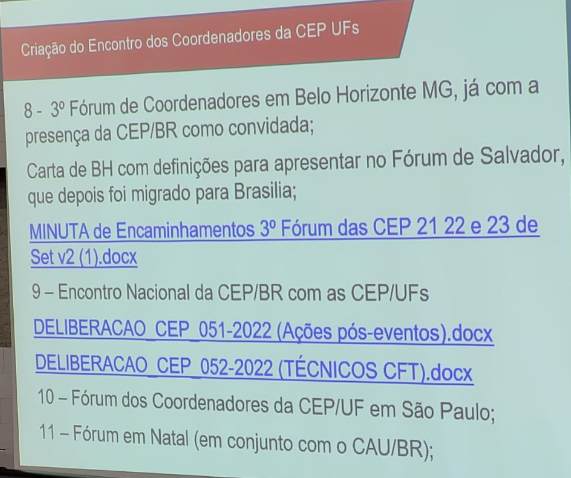 Criação do Encontro dos Coordenadores da CEP UFs
8 - 3º Fórum de Coordenadores em Belo Horizonte MG, já com a
presença da CEP/BR como convidada;
Carta de BH com definições para apresentar no Fórum de Salvador,
que depois foi migrado para Brasilia;
MINUTA de Encaminhamentos 3º Fórum das CEP 21 22 e 23 de
Set v2 (1).docx
9 – Encontro Nacional da CEP/BR com as CEP/UFs
DELIBERACAO_CEP_051-2022 (Ações pós-eventos).docx
DELIBERACAO_CEP_052-2022 (TÉCNICOS CFT).docx
10 – Fórum dos Coordenadores da CEP/UF em São Paulo;
11 – Fórum em Natal (em conjunto com o CAU/BR);